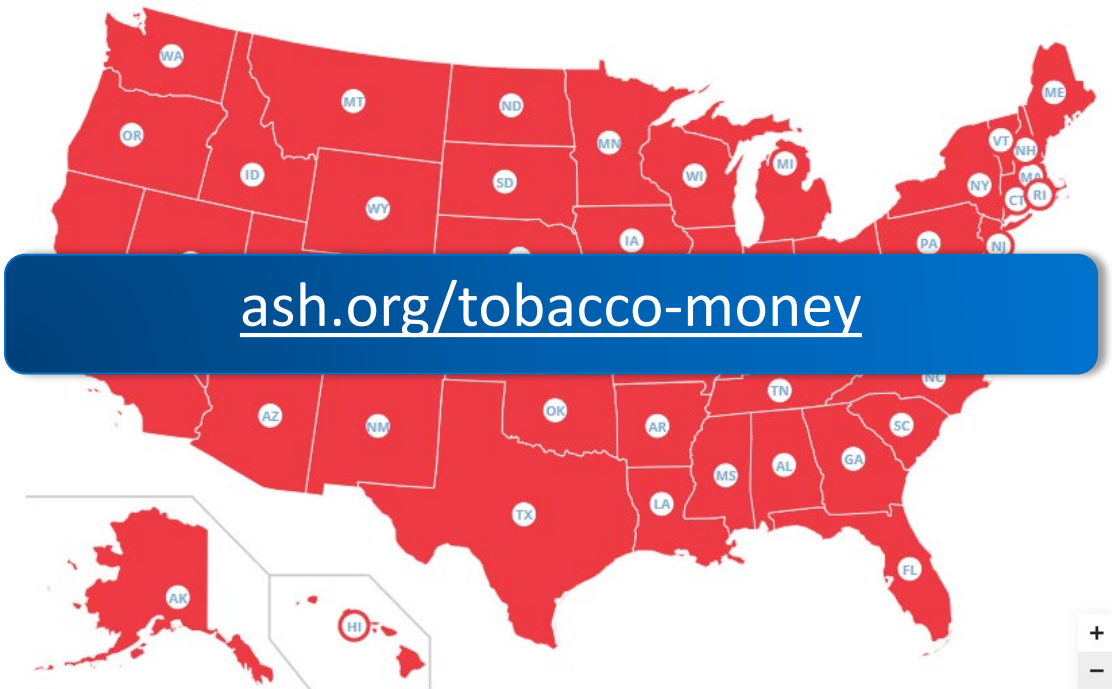 WA
MT
ND
ME
OR
MN
VT
NH
ID
SD
WI
MI
MA
NY
CT
RI
WY
IA
PA
NJ
ash.org/tobacco-money
NC
TN
AZ
NM
OK
AR
SC
MS
AL
GA
LA
TX
FL
AK
HI
+
−